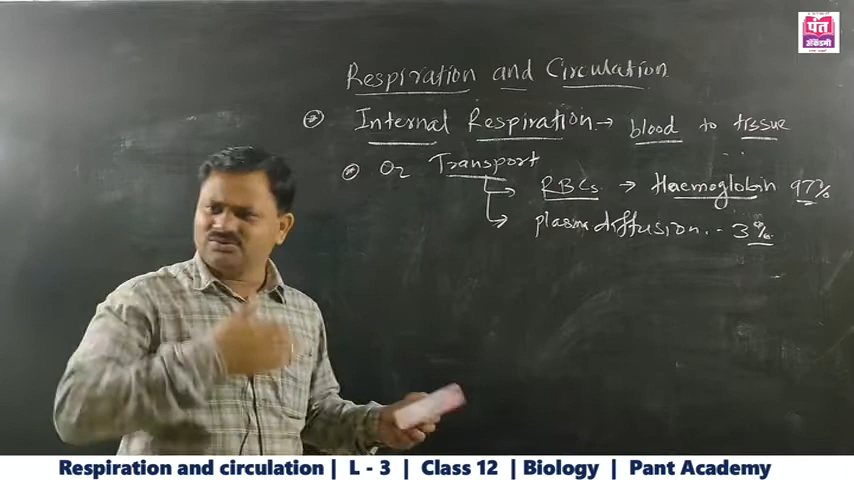 पंत
अॅकॅडमी
Respiration and Circulation
Internal Respiration → blood to tissue
O2 Transport
→ RBCs → Haemoglobin 97%
→ plasma diffusion.- 3%
Respiration and circulation | L - 3 | Class 12 | Biology | Pant Academy